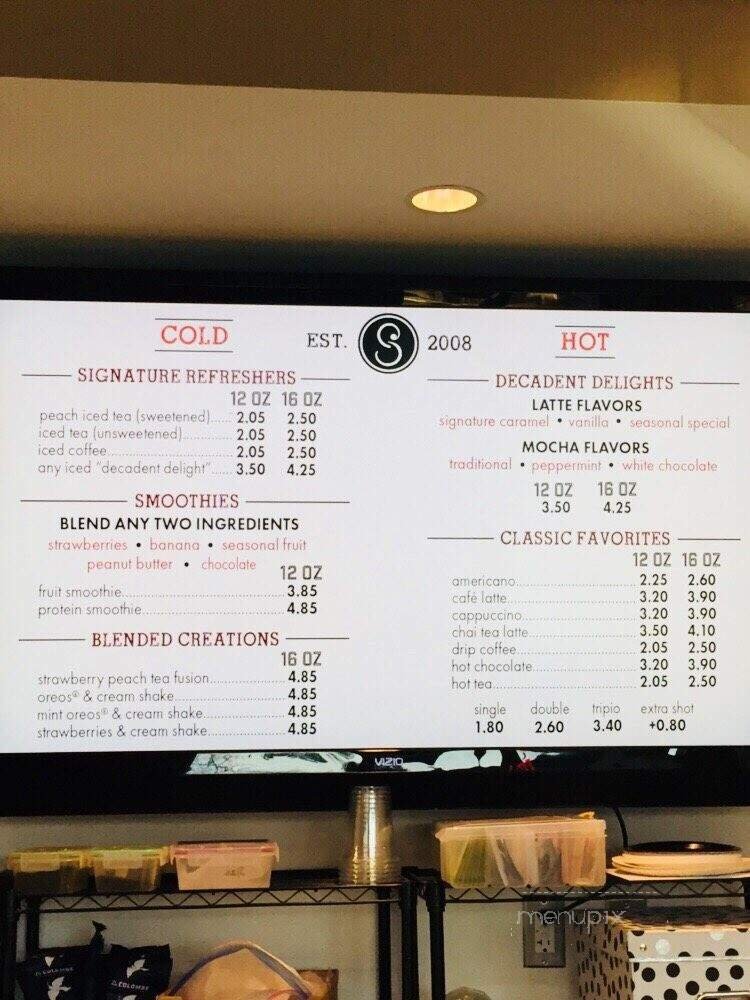 COLD
EST. S 2008
HOT
SIGNATURE REFRESHERS
12 OZ 16 OZ
peach iced tea (sweetened)..... 2.05 2.50
iced tea (unsweetened)........... 2.05 2.50
iced coffee........................... 2.05 2.50
any iced "decadent delight"..... 3.50 4.25
SMOOTHIES
BLEND ANY TWO INGREDIENTS
strawberries • banana • seasonal fruit
peanut butter • chocolate
12 OZ
fruit smoothie........................... 3.85
protein smoothie........................... 4.85
BLENDED CREATIONS
16 OZ
strawberry peach tea fusion........... 4.85
oreos® & cream shake........... 4.85
mint oreos® & cream shake........... 4.85
strawberries & cream shake........... 4.85
DECADENT DELIGHTS
LATTE FLAVORS
signature caramel • vanilla • seasonal special
MOCHA FLAVORS
traditional • peppermint • white chocolate
12 OZ 16 OZ
3.50 4.25
CLASSIC FAVORITES
12 OZ 16 OZ
americano........................... 2.25 2.60
café latte........................... 3.20 3.90
cappuccino........................... 3.20 3.90
chai tea latte........................... 3.50 4.10
drip coffee........................... 2.05 2.50
hot chocolate........................... 3.20 3.90
hot tea........................... 2.05 2.50
single double tripio extra shot
1.80 2.60 3.40 +0.80
VIZIO
menupix
LA COLOMBE